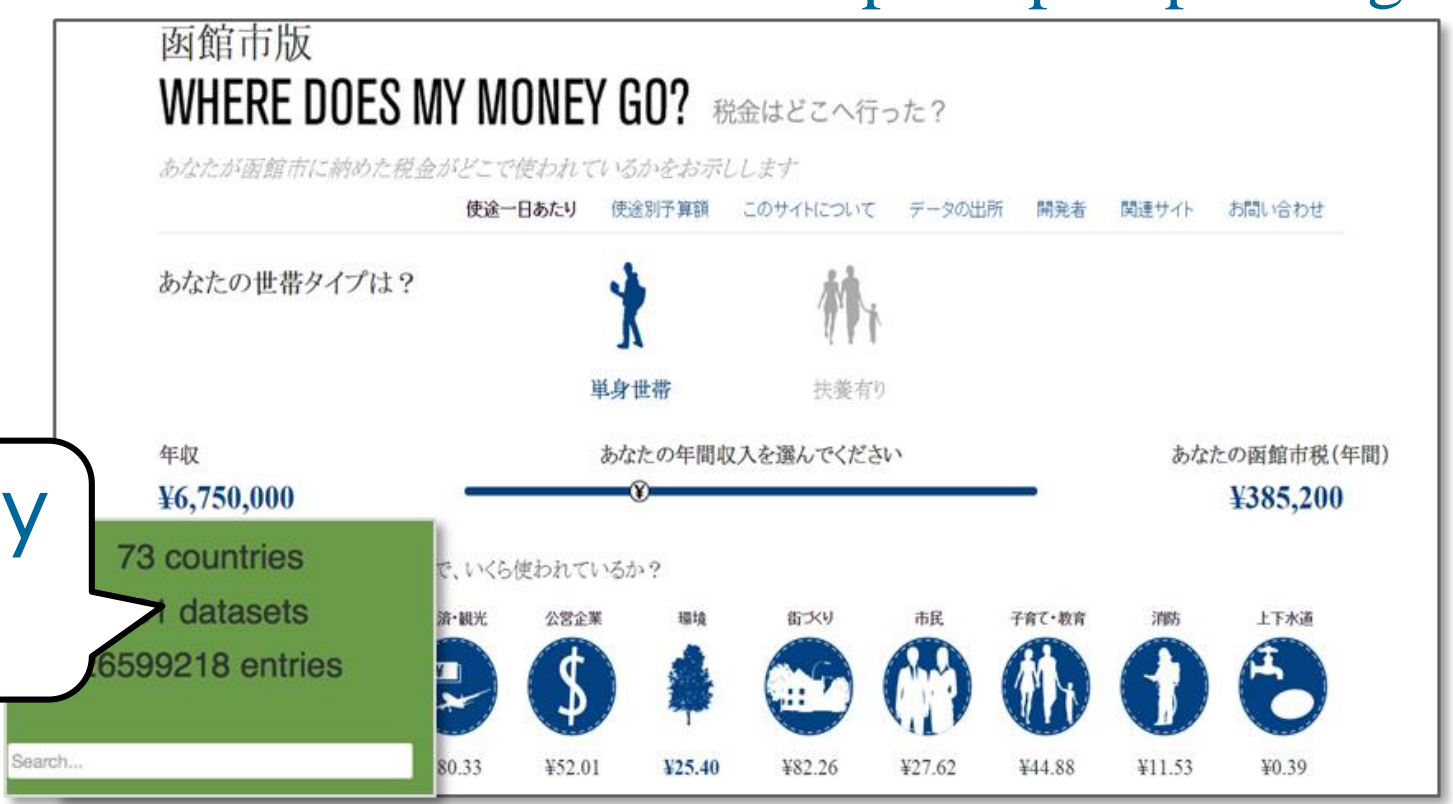 函館市版
WHERE DOES MY MONEY GO? 税金はどこへ行った？
あなたが函館市に納めた税金がどこで使われているかをお示しします
使途一日あたり 使途別予算額 このサイトについて データの出所 開発者 関連サイト お問い合わせ
あなたの世帯タイプは？
単身世帯 扶養有り
年収 あなたの年間収入を選んでください あなたの函館市税(年間)
¥6,750,000 ¥ ¥385,200
y
73 countries
1 datasets
6599218 entries
Search...
で、いくら使われているか？
済・観光 公営企業 環境 街づくり 市民 子育て・教育 消防 上下水道
$
80.33 ¥52.01 ¥25.40 ¥82.26 ¥27.62 ¥44.88 ¥11.53 ¥0.39